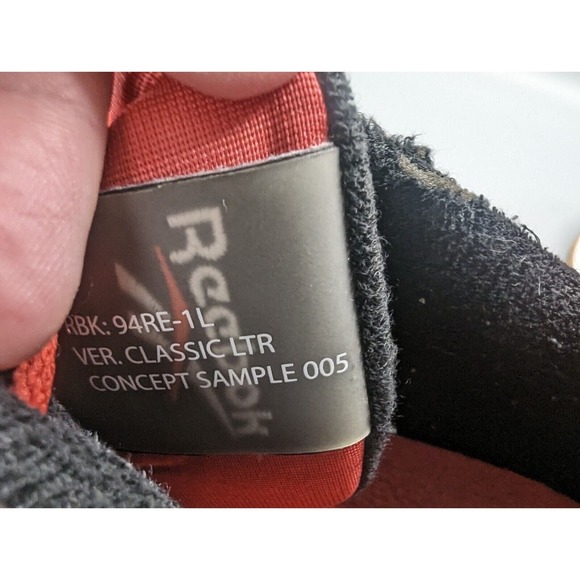 Reebok
RBK: 94RE-1L
VER. CLASSIC LTR
CONCEPT SAMPLE 005